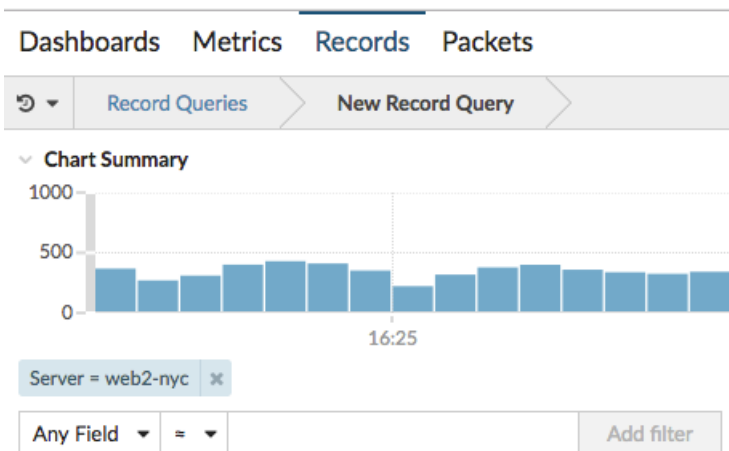 Dashboards Metrics Records Packets
Record Queries New Record Query
Chart Summary
1000
500
0
16:25
Server = web2-nyc ×
Any Field ≈ Add filter